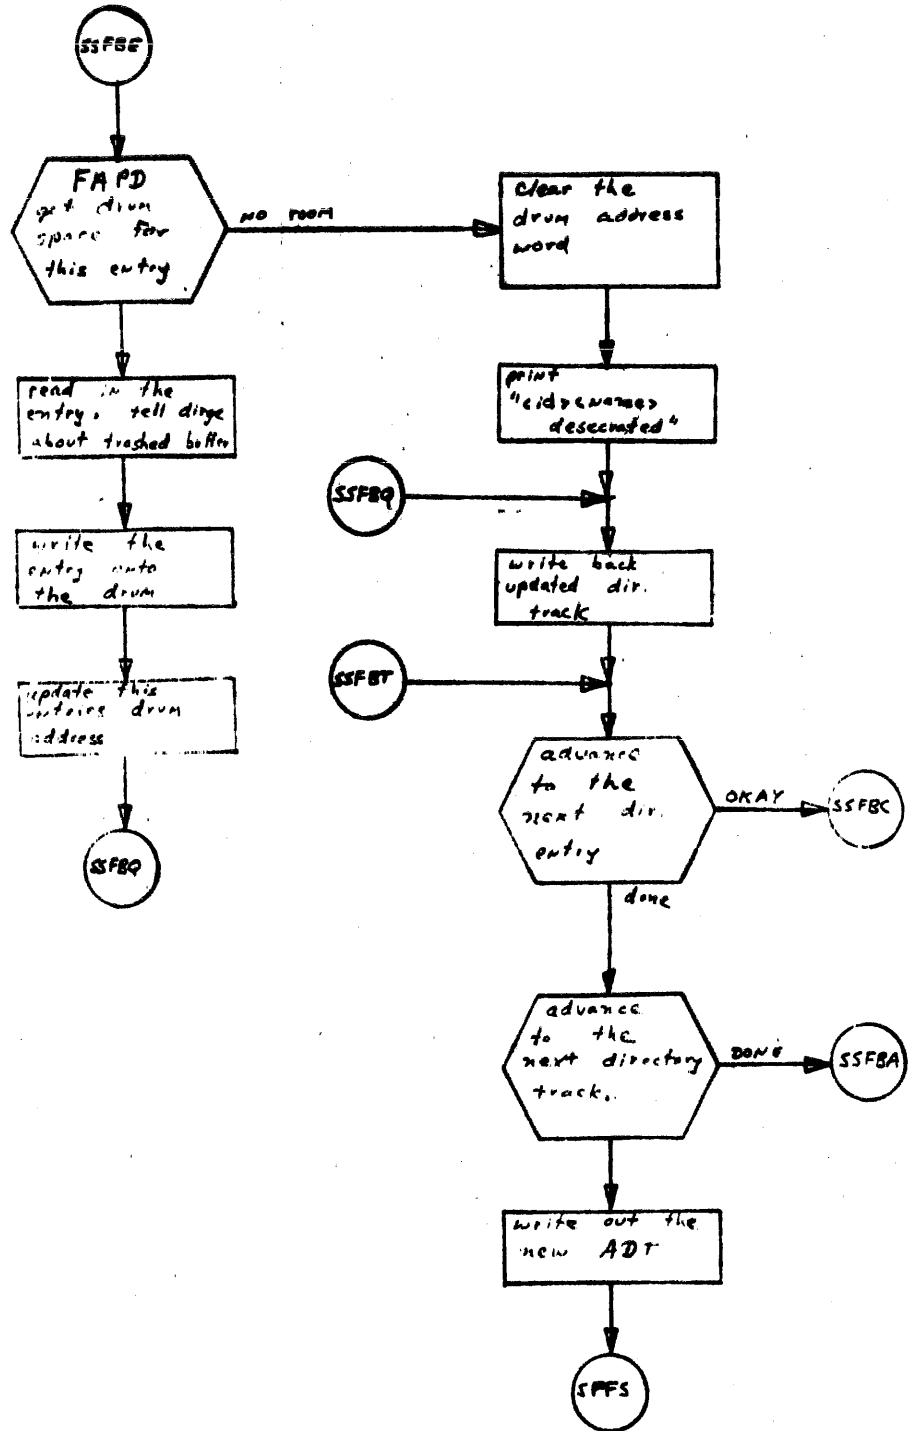 SSFBE
FAPD
get drum
space for
this entry
NO ROOM
clear the
drum address
word
read in the
entry. tell dirge
about trashed buffer
print
"<id><name>
desecrated"
SSFBQ
write the
entry onto
the drum
write back
updated dir.
track
update this
drum
address
SSFBT
SSFBQ
advance
to the
next dir.
entry
OKAY
SSFBC
done
advance
to the
next directory
track.
DONE
SSFBA
write out the
new ADT
SPFS